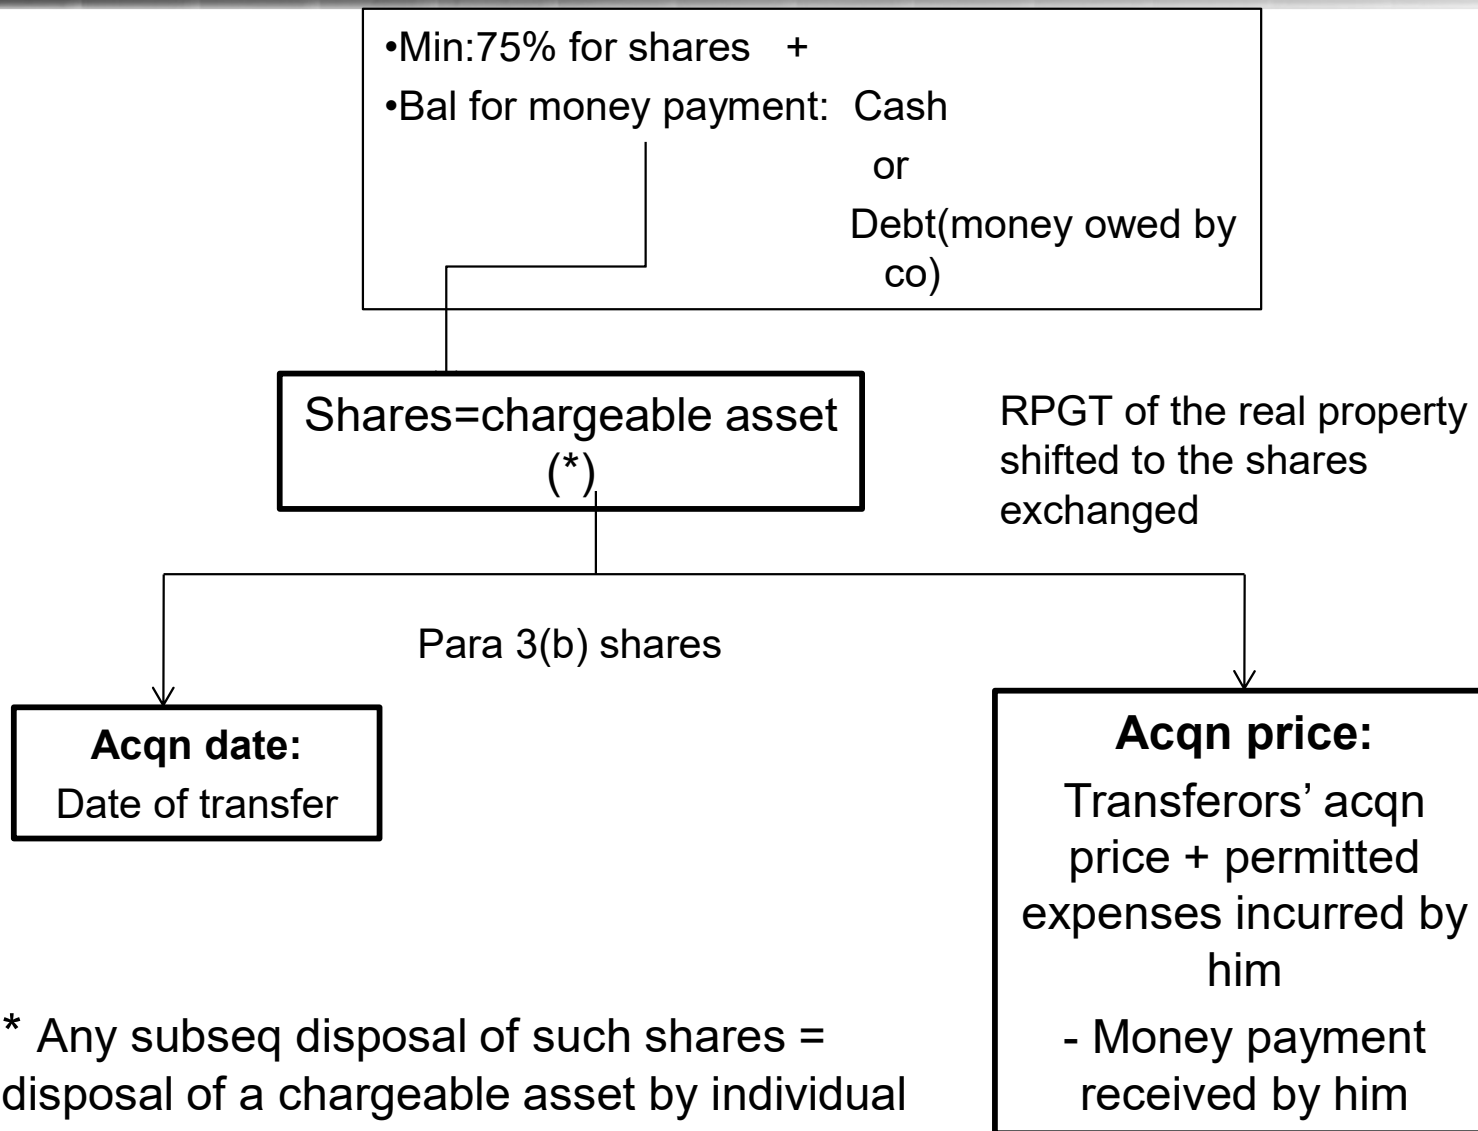 •Min:75% for shares +
•Bal for money payment: Cash
or
Debt(money owed by
co)
Shares=chargeable asset
(*)
RPGT of the real property
shifted to the shares
exchanged
Para 3(b) shares
Acqn date:
Date of transfer
Acqn price:
Transferors’ acqn
price + permitted
expenses incurred by
him
- Money payment
received by him
* Any subseq disposal of such shares =
disposal of a chargeable asset by individual